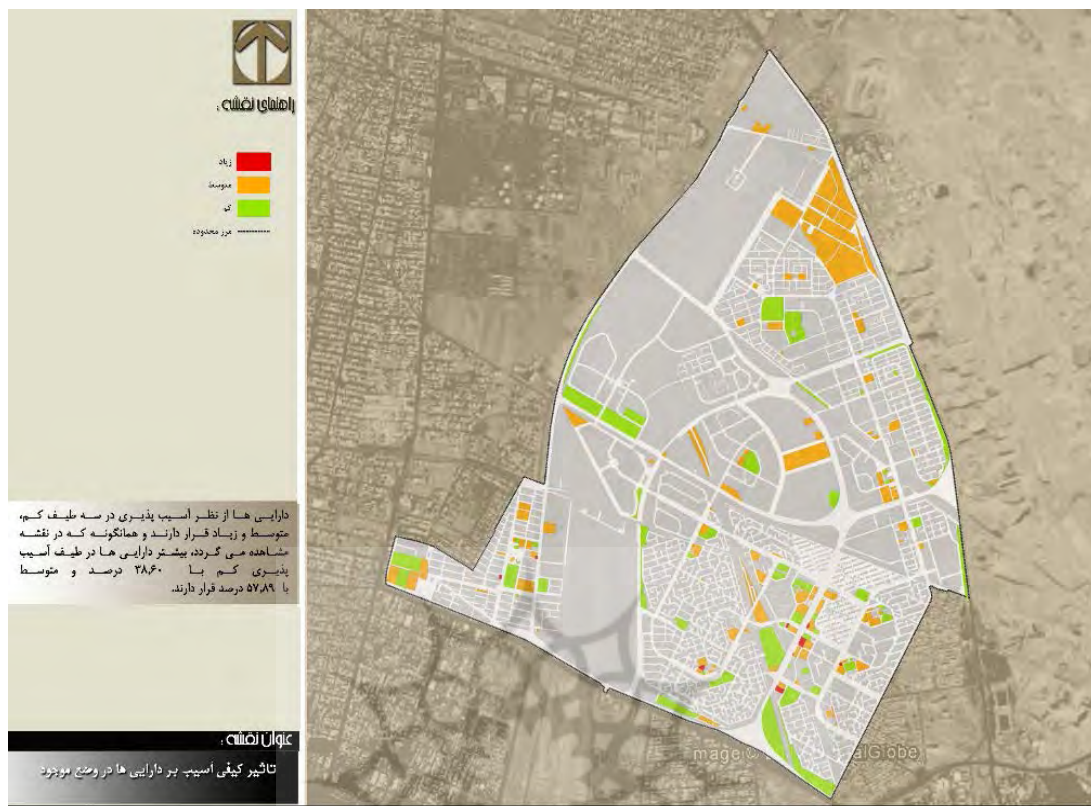 راهنمای نقشه :
زیاد
متوسط
کم
مرز محدوده
دارایی ها از نظر آسیب پذیری در سه طیف کم،
متوسط و زیاد قرار دارند و همانگونه که در نقشه
مشاهده می گردد، بیشتر دارایی ها در طیف آسیب
پذیری کم با ۳۸,۶۰ درصد و متوسط
با ۵۷,۸۹ درصد قرار دارند.
عنوان نقشه :
تاثیر کیفی آسیب بر دارایی ها در وضع موجود
mage © alGlobe